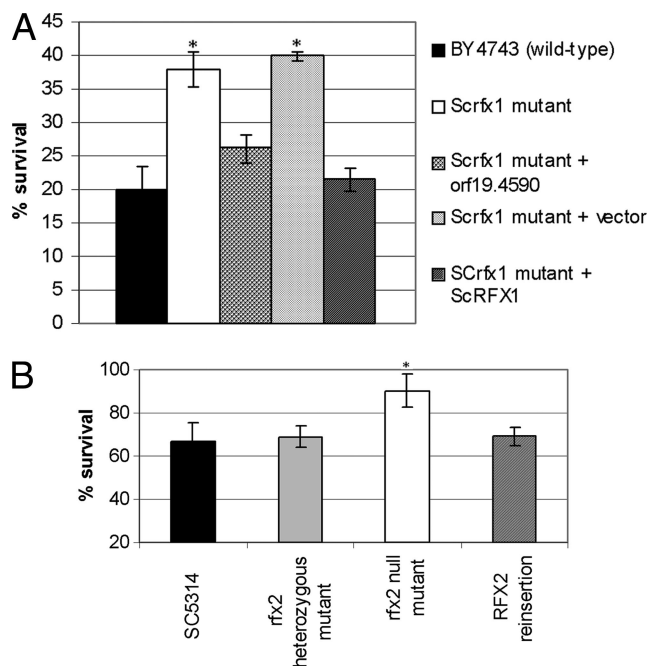 A
45
40
35
30
25
20
15
10
5
0
% survival
*
*
BY4743 (wild-type)
Scrfx1 mutant
Scrfx1 mutant +
orf19.4590
Scrfx1 mutant + vector
SCrfx1 mutant +
ScRFX1
B
100
80
60
40
20
% survival
*
SC5314
rfx2
heterozygous
mutant
rfx2 null
mutant
RFX2
reinsertion